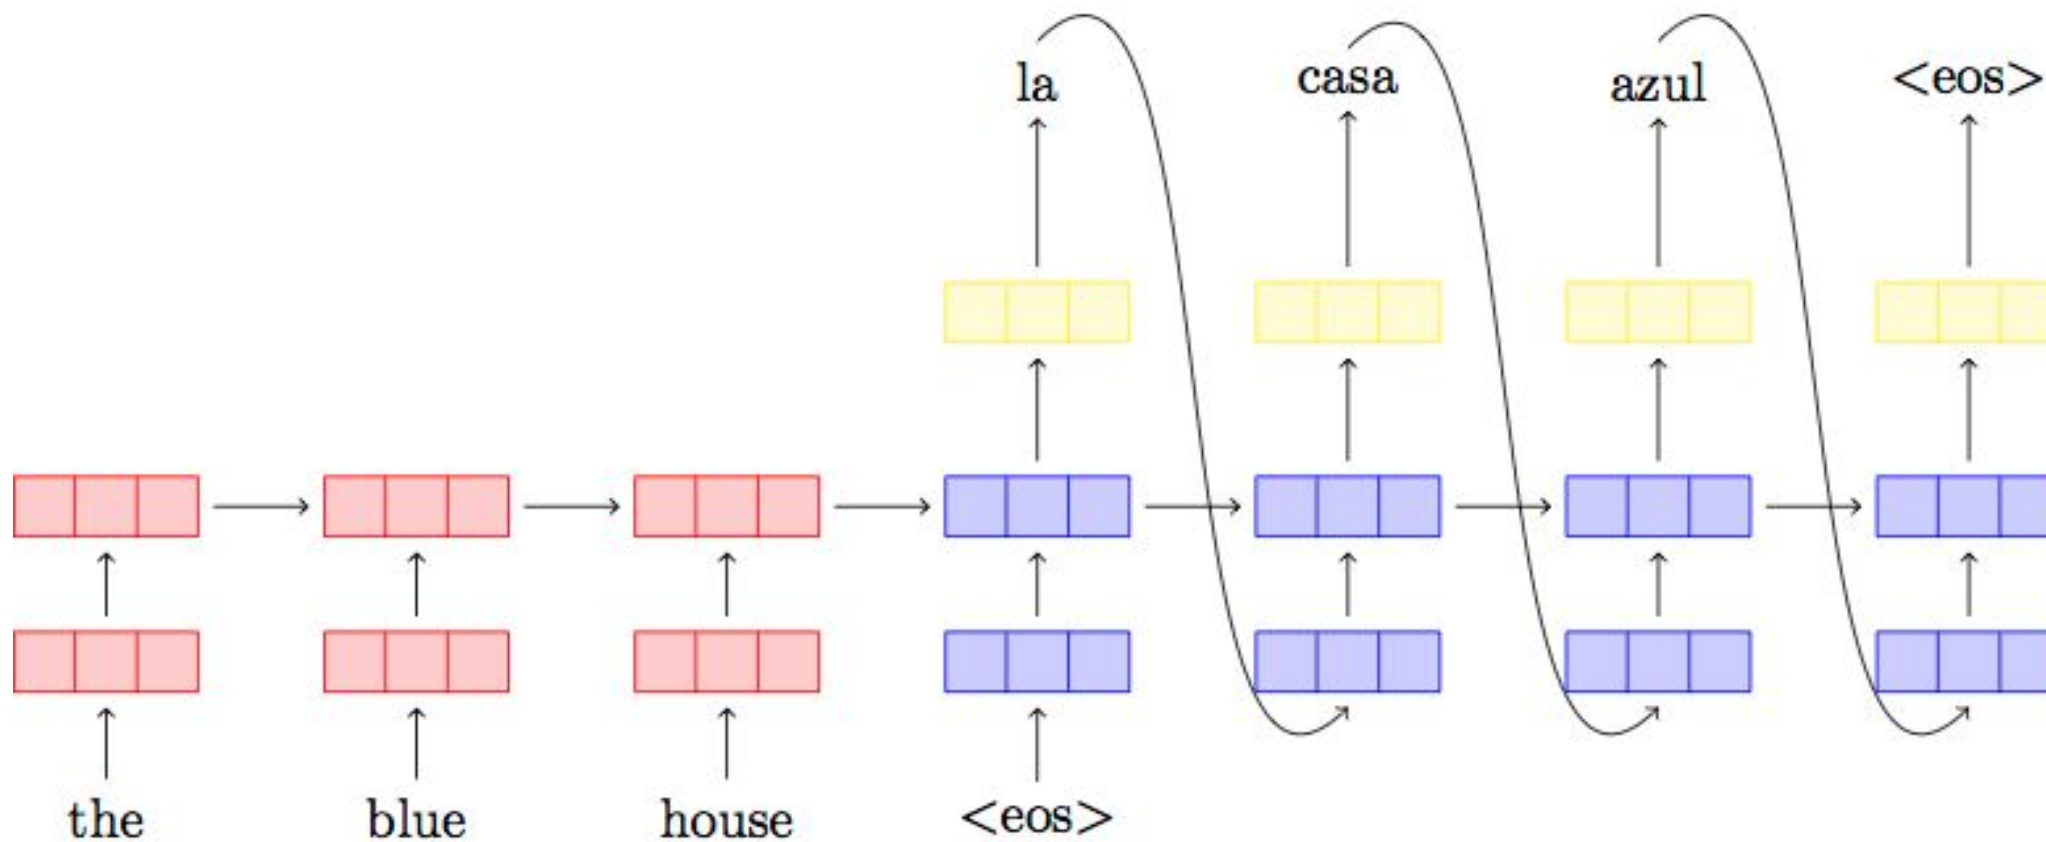 la casa azul <eos>
the blue house <eos>